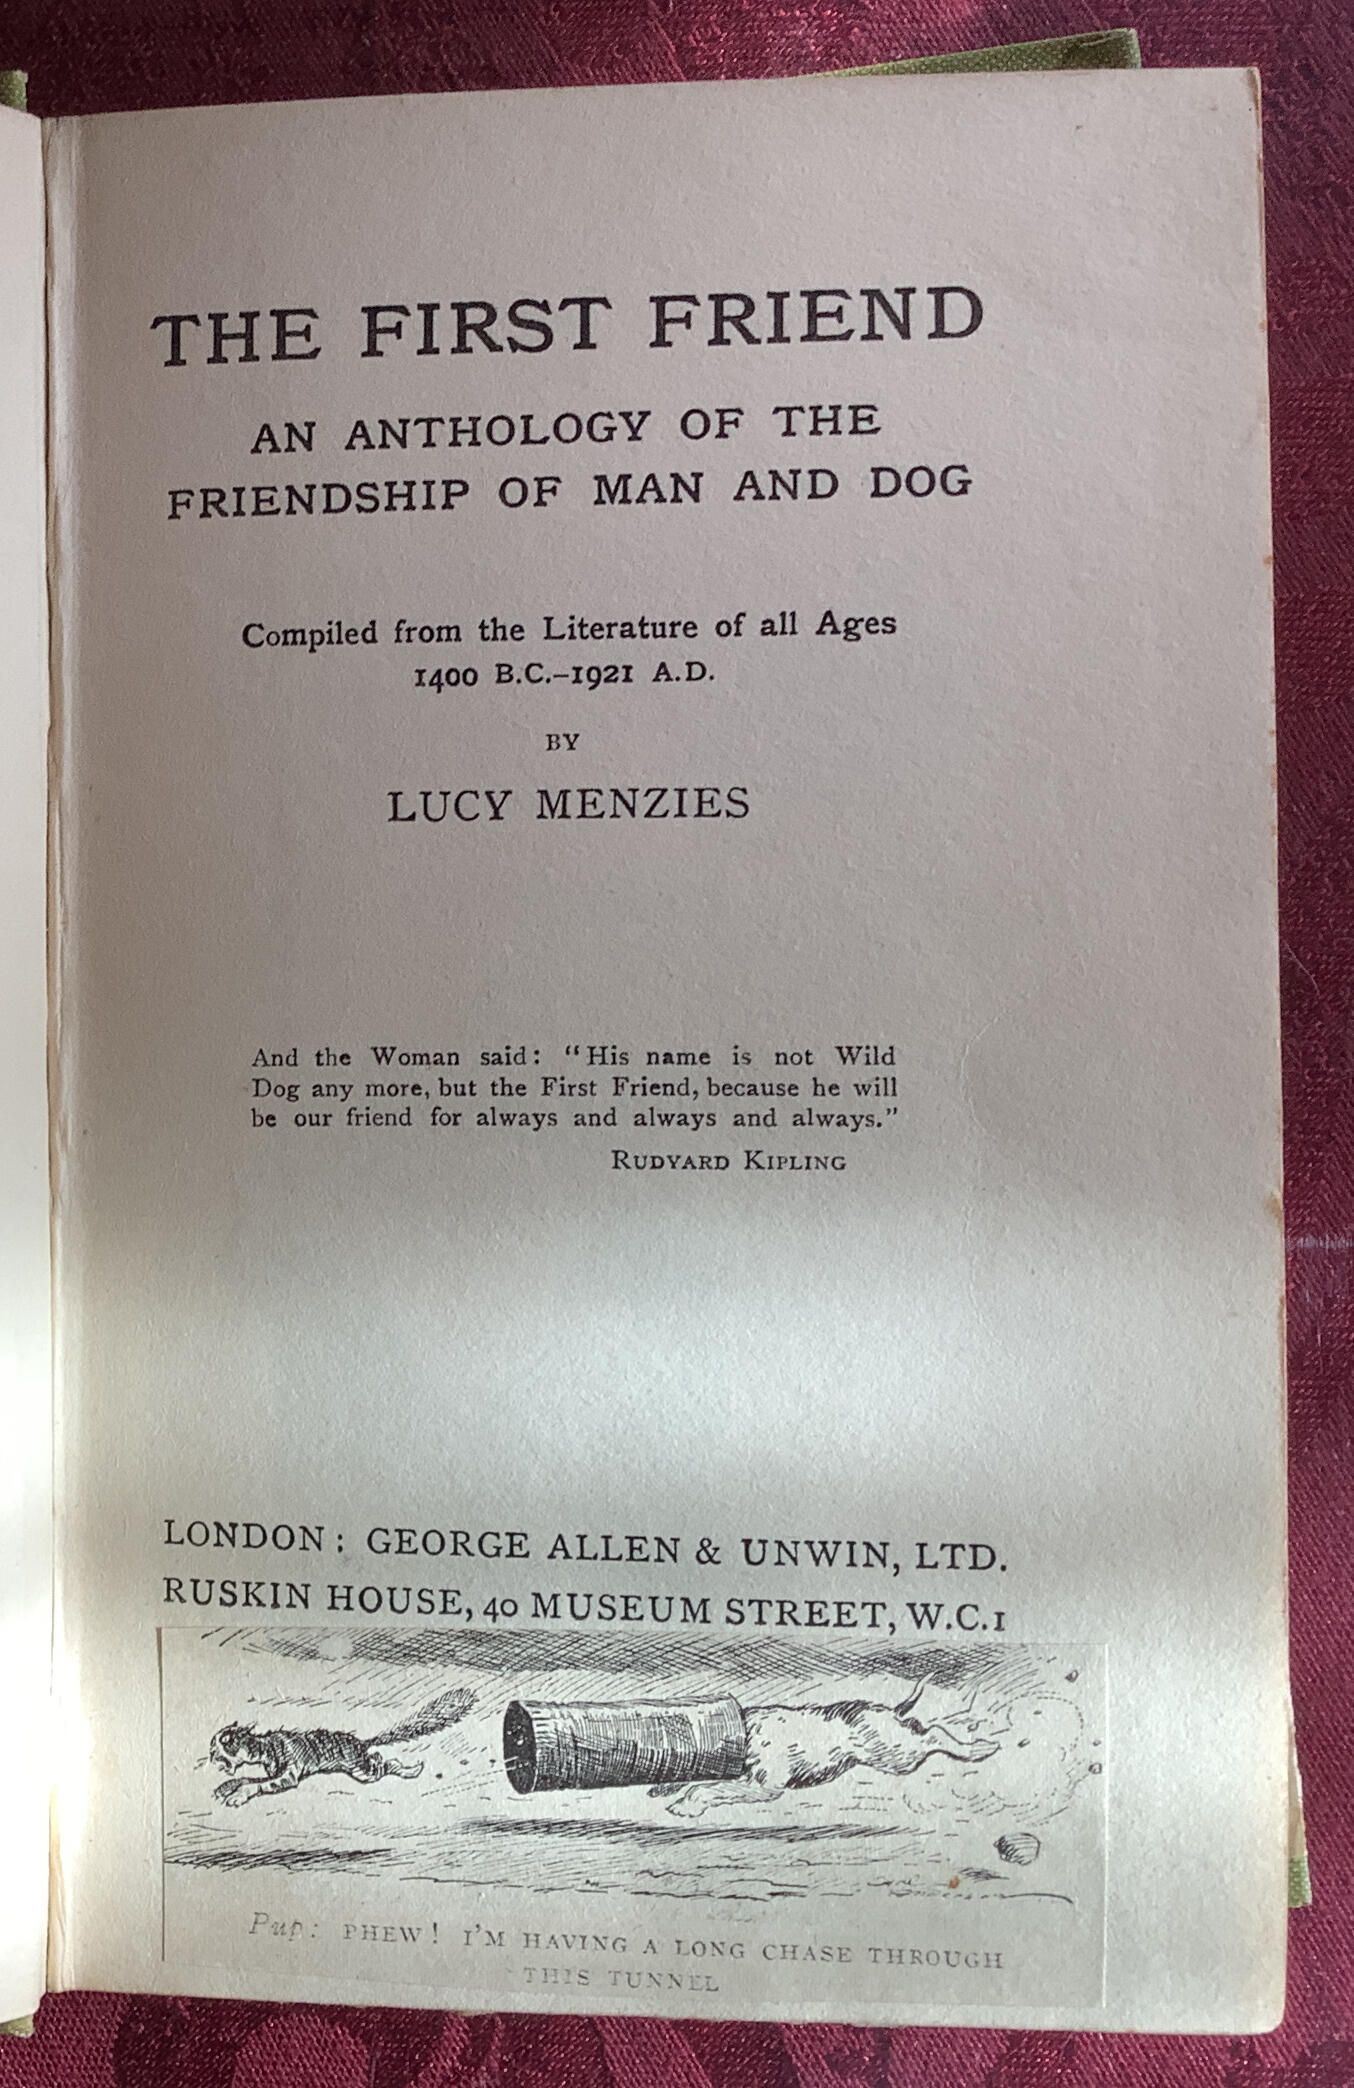 THE FIRST FRIEND
AN ANTHOLOGY OF THE
FRIENDSHIP OF MAN AND DOG
Compiled from the Literature of all Ages
1400 B.C.–1921 A.D.
BY
LUCY MENZIES
And the Woman said: “His name is not Wild
Dog any more, but the First Friend, because he will
be our friend for always and always and always.”
RUDYARD KIPLING
LONDON: GEORGE ALLEN & UNWIN, LTD.
RUSKIN HOUSE, 40 MUSEUM STREET, W.C.1
Pup: PHEW! I'M HAVING A LONG CHASE THROUGH
THIS TUNNEL